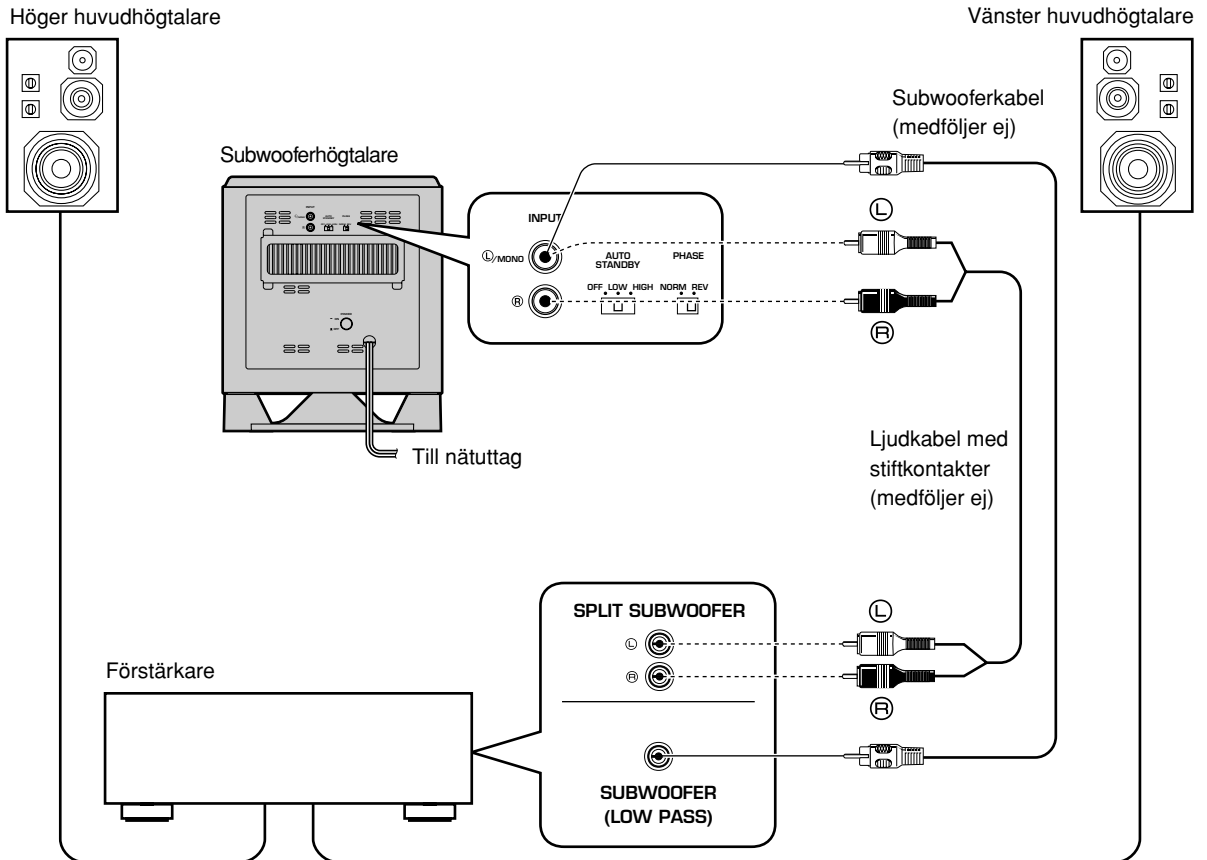 Höger huvudhögtalare
Vänster huvudhögtalare
Subwooferkabel
(medföljer ej)
Subwooferhögtalare
INPUT
Ⓛ/MONO
AUTO
STANDBY
PHASE
OFF LOW HIGH
NORM REV
Ⓡ
Ⓛ
Ⓡ
Till nätuttag
Ljudkabel med
stiftkontakter
(medföljer ej)
SPLIT SUBWOOFER
Ⓛ
Ⓡ
Ⓛ
Ⓡ
Förstärkare
SUBWOOFER
(LOW PASS)